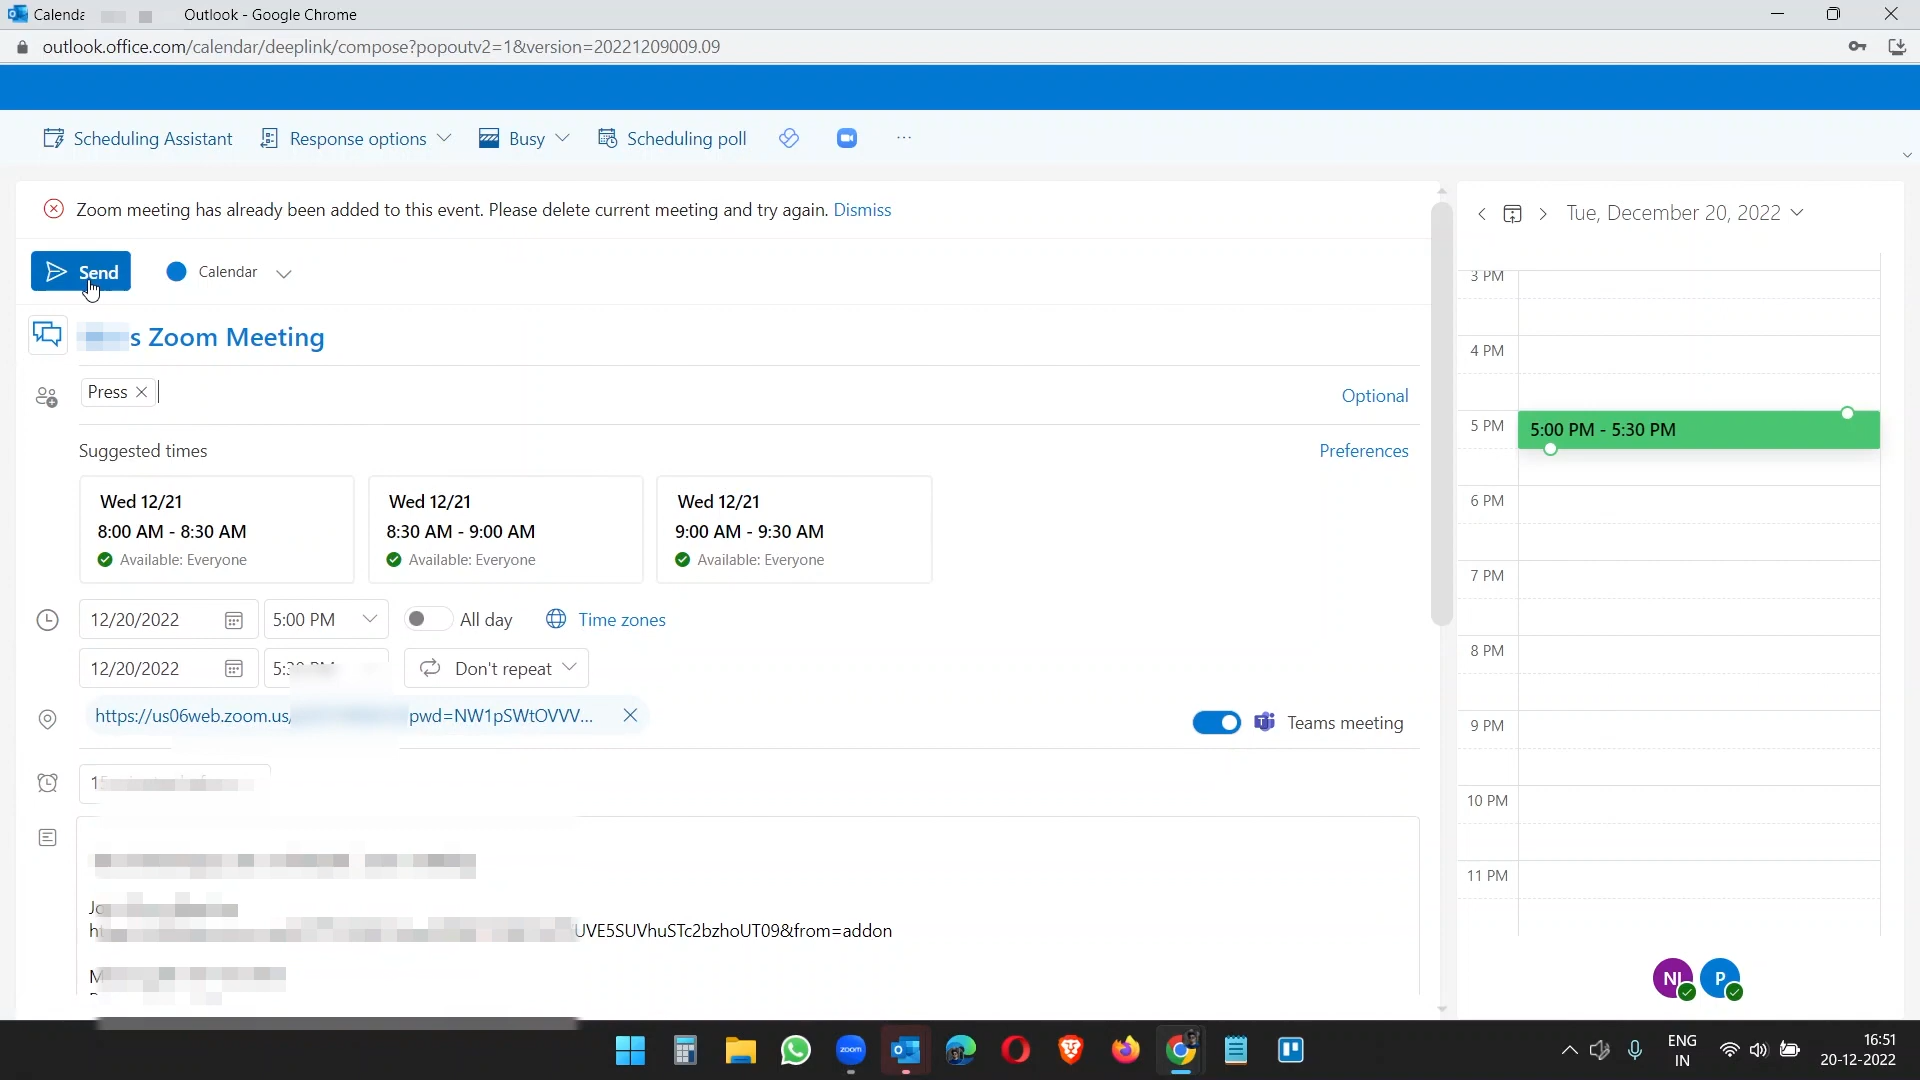 Calenda
Outlook - Google Chrome
outlook.office.com/calendar/deeplink/compose?popoutv2=1&version=20221209009.09
Scheduling Assistant
Response options
Busy
Scheduling poll
Zoom meeting has already been added to this event. Please delete current meeting and try again. Dismiss
Send
Calendar
s Zoom Meeting
Press
Optional
Suggested times
Preferences
Wed 12/21
8:00 AM - 8:30 AM
Available: Everyone
Wed 12/21
8:30 AM - 9:00 AM
Available: Everyone
Wed 12/21
9:00 AM - 9:30 AM
Available: Everyone
12/20/2022
5:00 PM
All day
Time zones
12/20/2022
Don't repeat
https://us06web.zoom.us/
pwd=NW1pSWtOVVV...
Teams meeting
UVE5SUVhuSTc2bzhoUT09&from=addon
Tue, December 20, 2022
3 PM
4 PM
5 PM
5:00 PM - 5:30 PM
6 PM
7 PM
8 PM
9 PM
10 PM
11 PM
NI
P
zoom
ENG
IN
16:51
20-12-2022